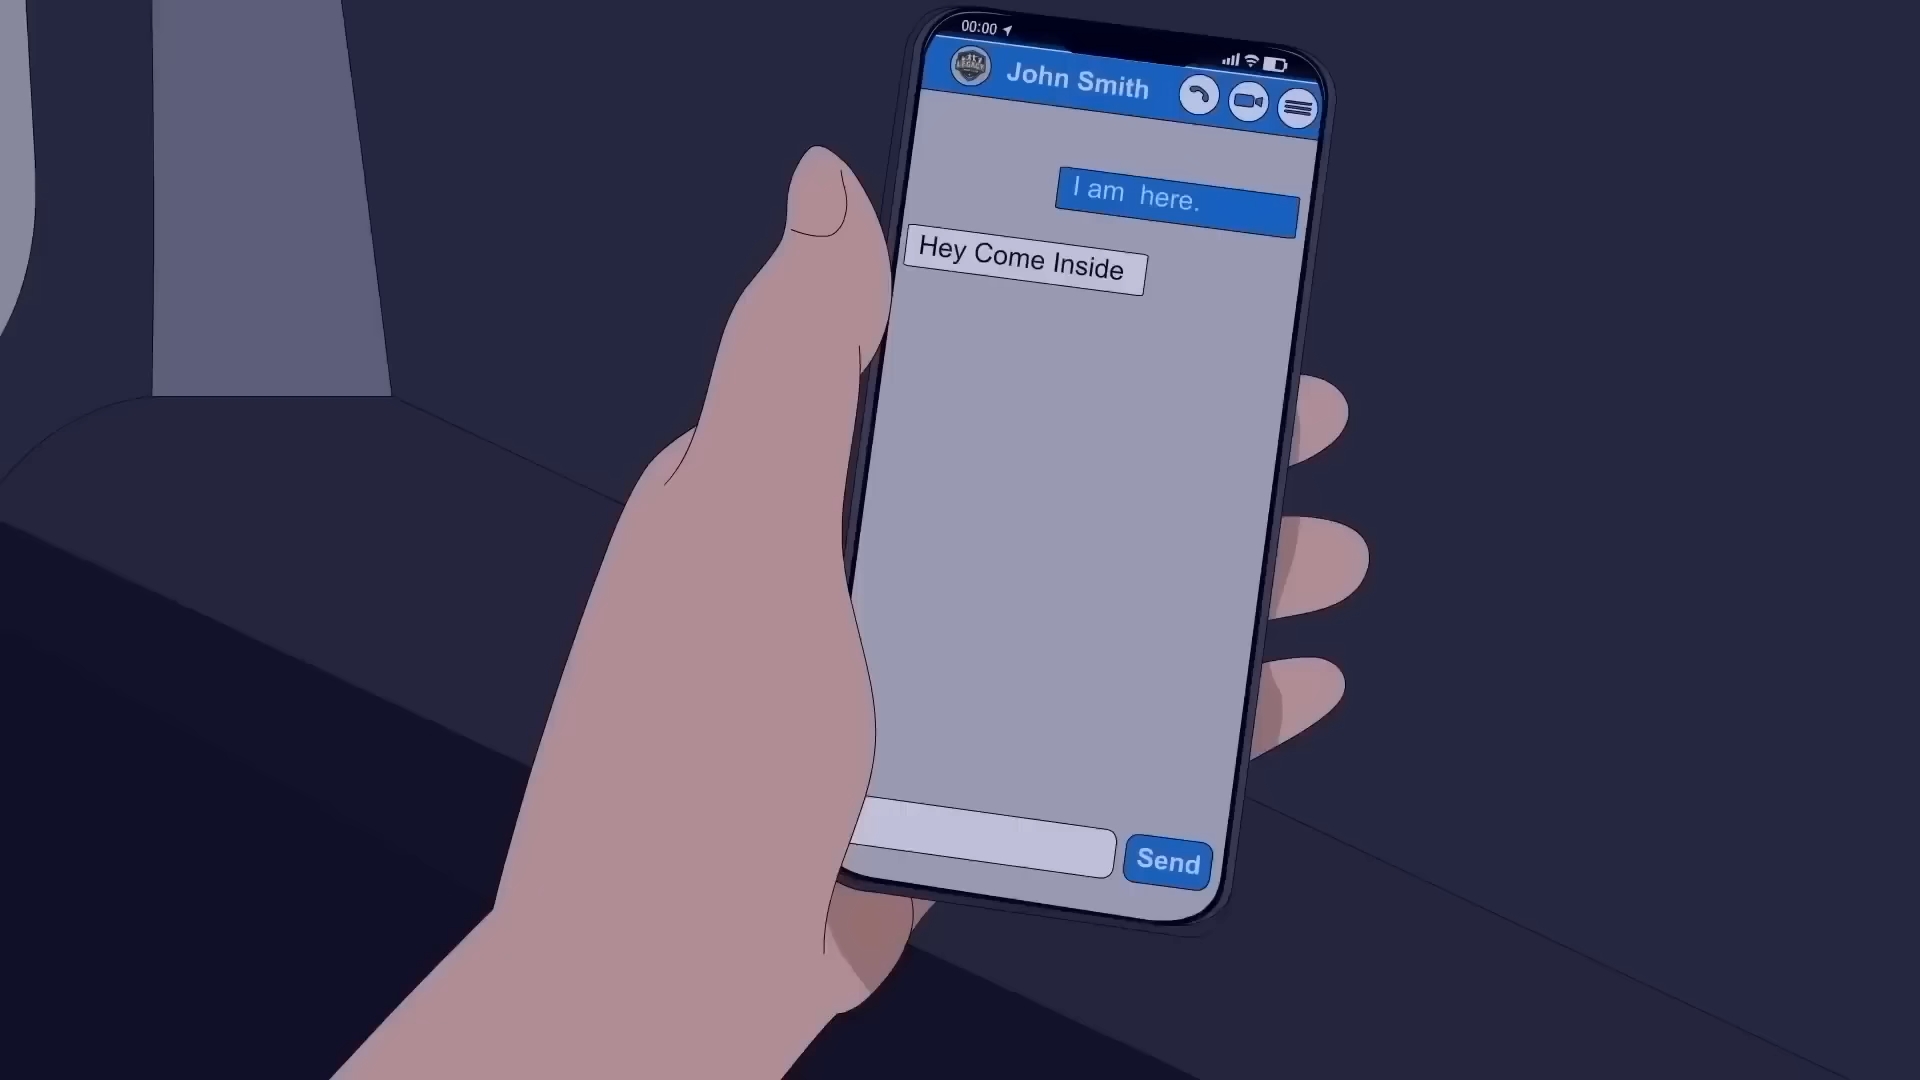 00:00
John Smith
I am  here.
Hey Come Inside
Send